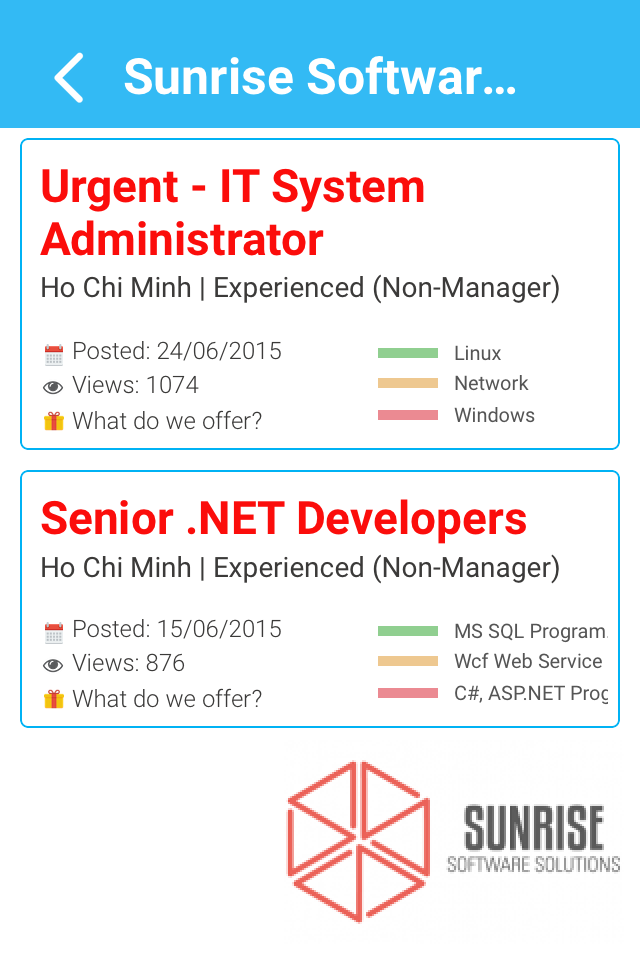 Sunrise Softwar...
Urgent - IT System
Administrator
Ho Chi Minh | Experienced (Non-Manager)
Posted: 24/06/2015
Linux
Views: 1074
Network
What do we offer?
Windows
Senior .NET Developers
Ho Chi Minh | Experienced (Non-Manager)
Posted: 15/06/2015
MS SQL Program.
Views: 876
Wcf Web Service
What do we offer?
C#, ASP.NET Prog
SUNRISE
SOFTWARE SOLUTIONS